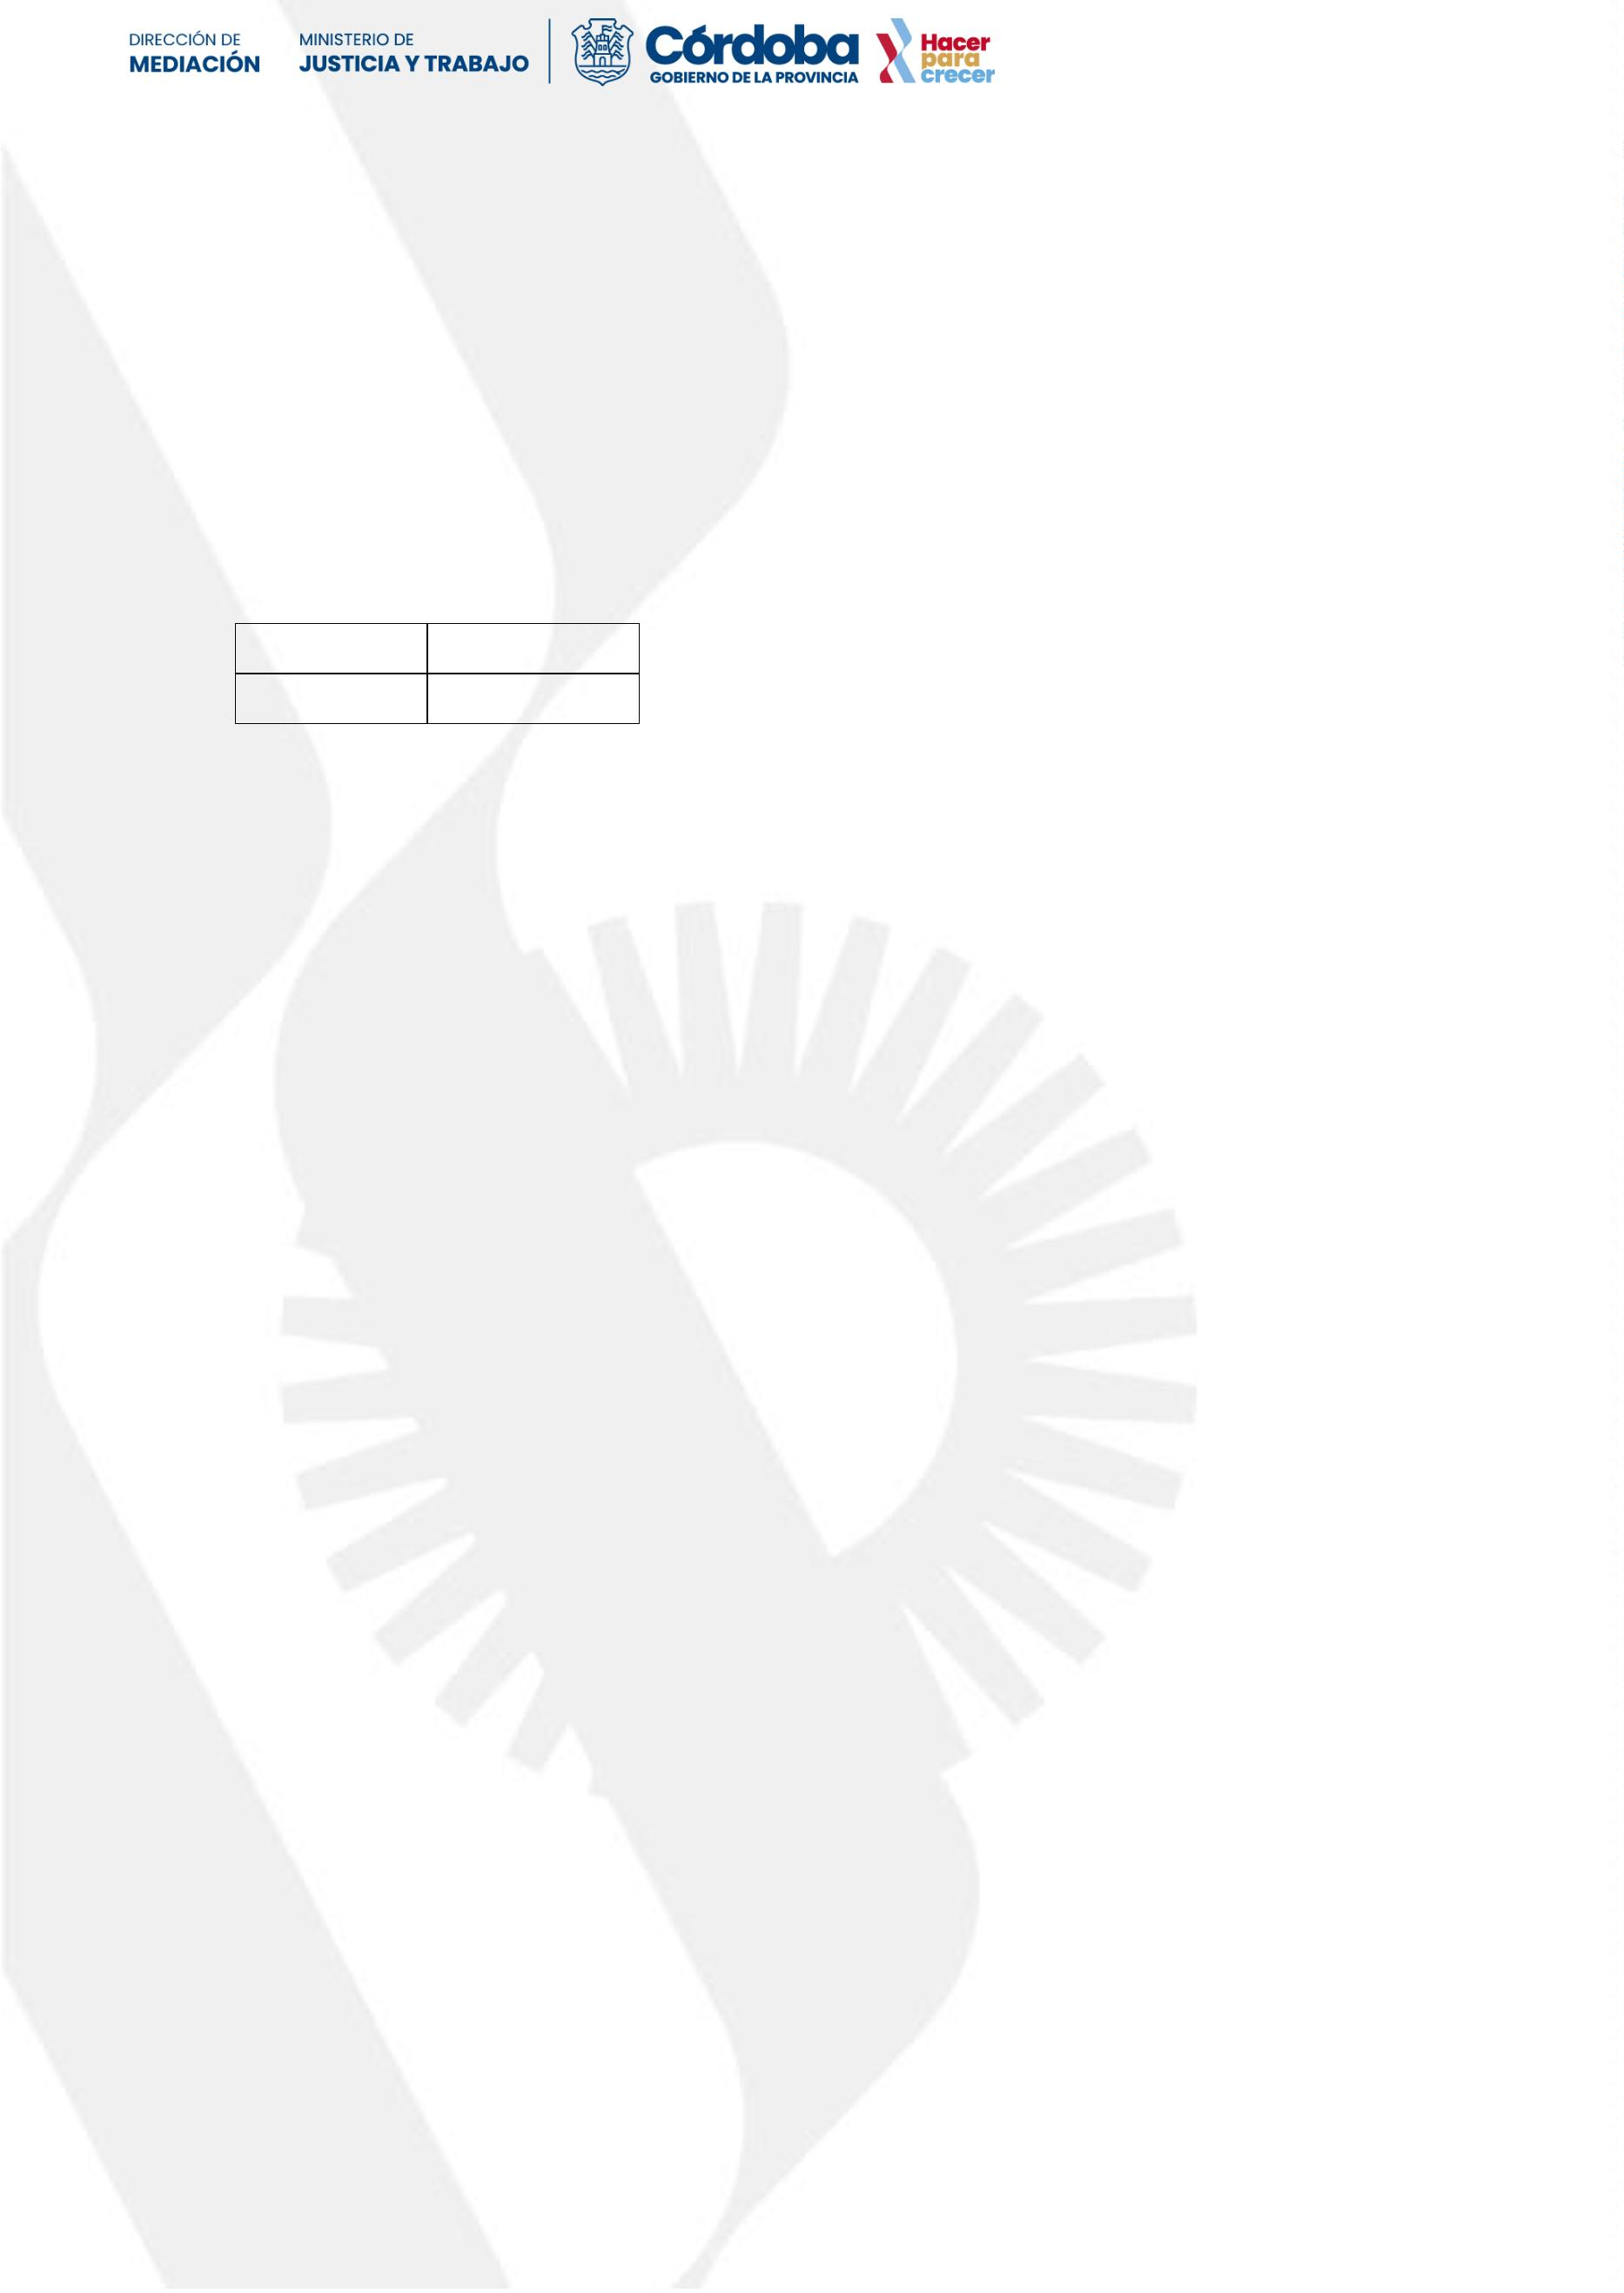 DIRECCIÓN DE
MEDIACIÓN
MINISTERIO DE
JUSTICIA Y TRABAJO
Córdoba
GOBIERNO DE LA PROVINCIA
Hacer
para
crecer